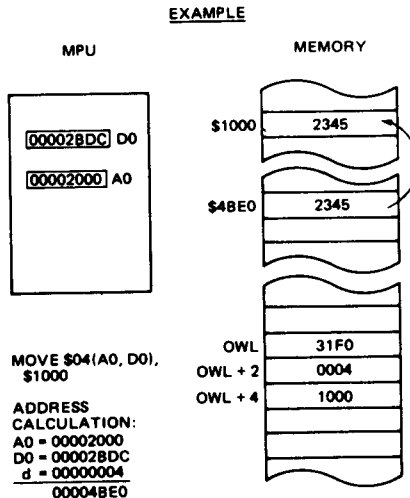 EXAMPLE
MPU
MEMORY
00002BDC D0
00002000 A0
$1000 2345
$4BE0 2345
OWL 31F0
OWL + 2 0004
OWL + 4 1000
MOVE $04(A0, D0),
$1000
ADDRESS
CALCULATION:
A0 = 00002000
D0 = 00002BDC
d = 00000004
00004BE0